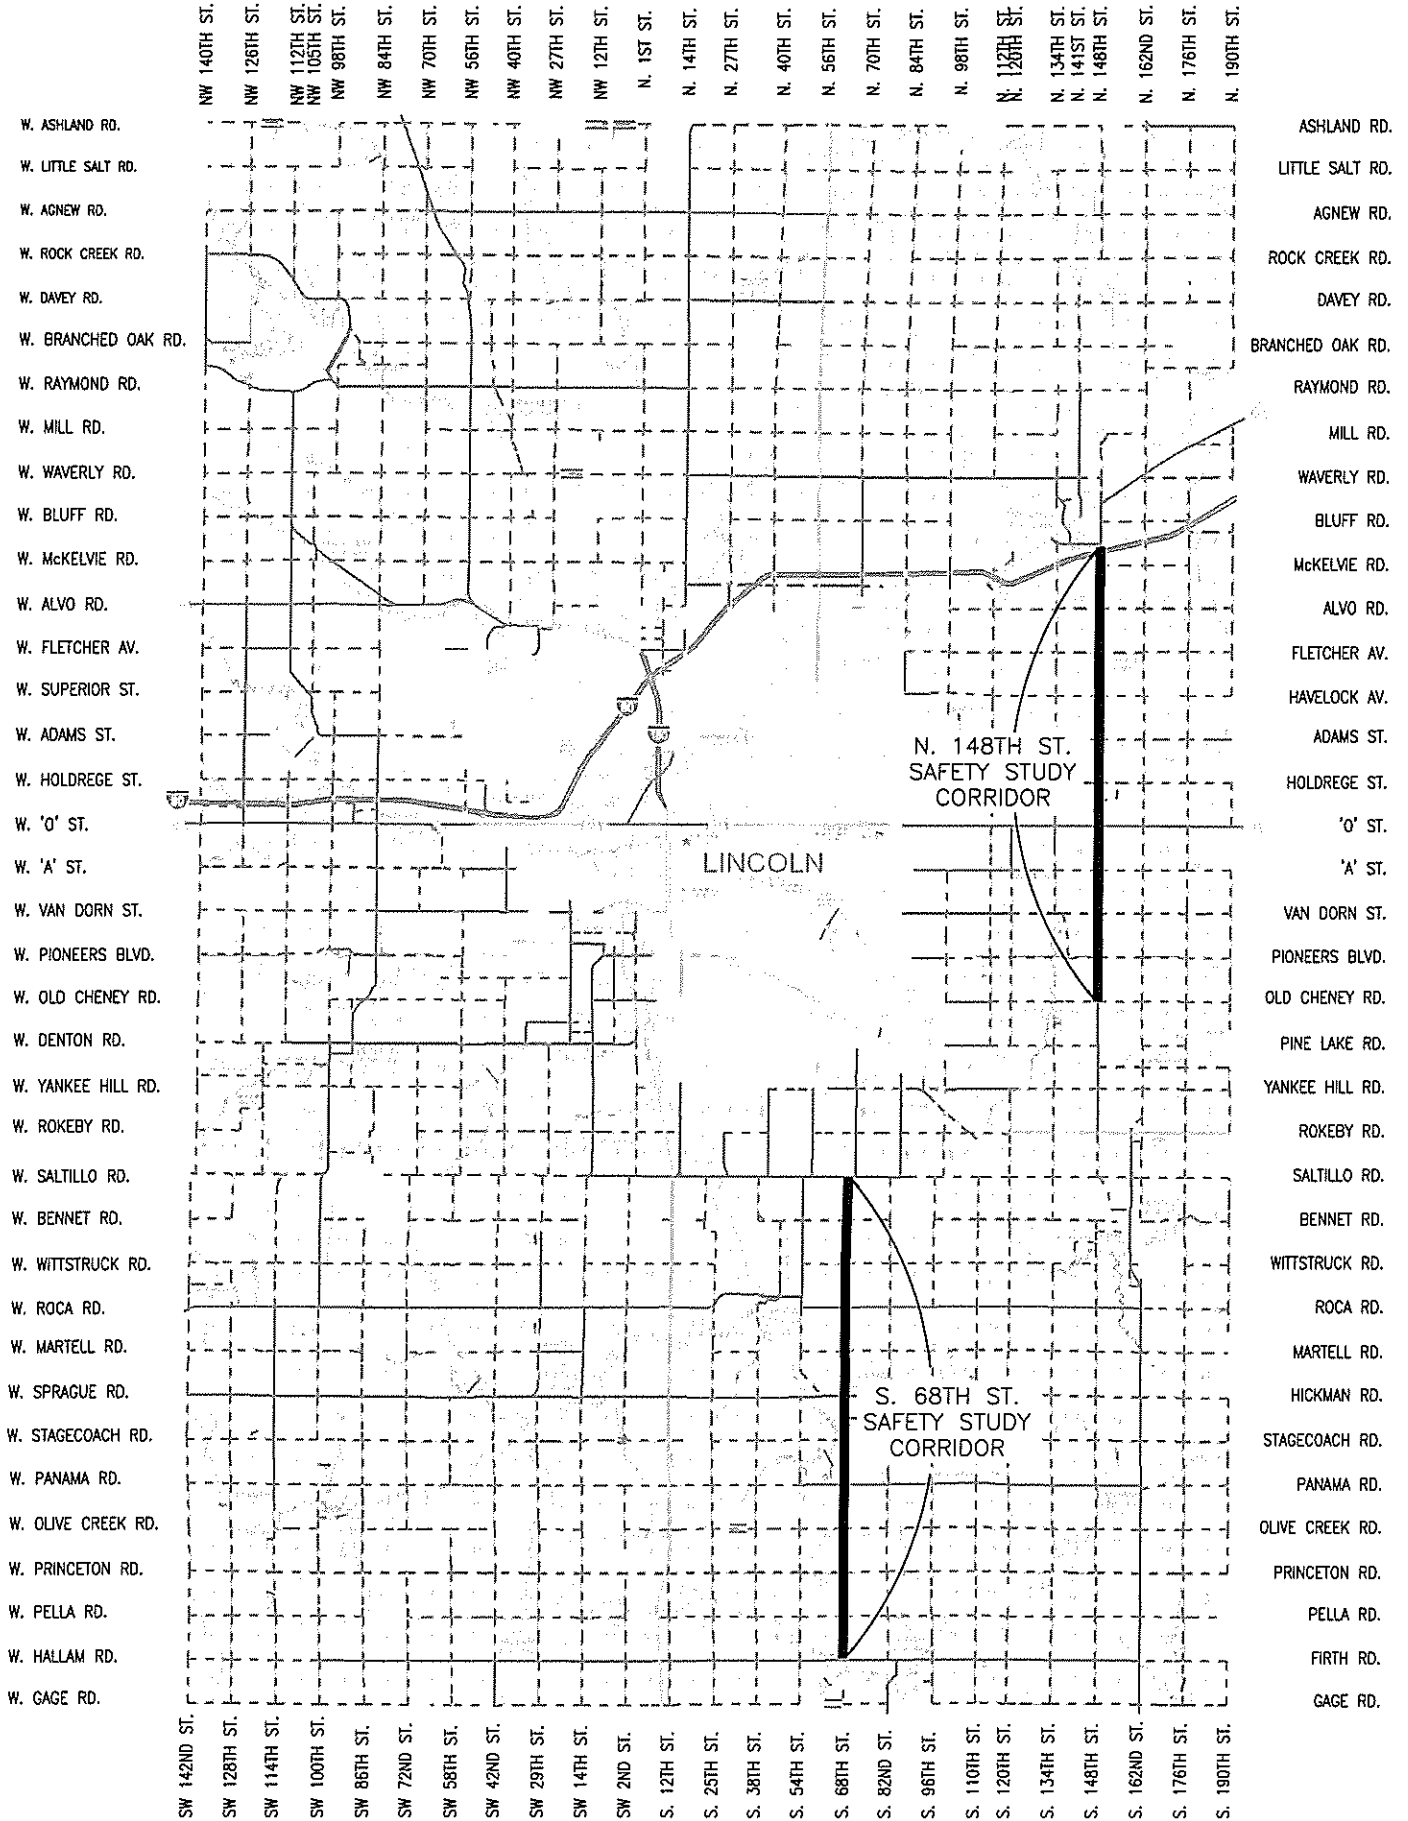 NW 140TH ST.
NW 126TH ST.
NW 112TH ST.
NW 105TH ST.
NW 98TH ST.
NW 84TH ST.
NW 70TH ST.
NW 56TH ST.
NW 40TH ST.
NW 27TH ST.
NW 12TH ST.
N. 1ST ST.
N. 14TH ST.
N. 27TH ST.
N. 40TH ST.
N. 56TH ST.
N. 70TH ST.
N. 84TH ST.
N. 98TH ST.
N. 112TH ST.
N. 120TH ST.
N. 134TH ST.
N. 141ST ST.
N. 148TH ST.
N. 162ND ST.
N. 176TH ST.
N. 190TH ST.
W. ASHLAND RD.
ASHLAND RD.
W. LITTLE SALT RD.
LITTLE SALT RD.
W. AGNEW RD.
AGNEW RD.
W. ROCK CREEK RD.
ROCK CREEK RD.
W. DAVEY RD.
DAVEY RD.
W. BRANCHED OAK RD.
BRANCHED OAK RD.
W. RAYMOND RD.
RAYMOND RD.
W. MILL RD.
MILL RD.
W. WAVERLY RD.
WAVERLY RD.
W. BLUFF RD.
BLUFF RD.
W. McKELVIE RD.
McKELVIE RD.
W. ALVO RD.
ALVO RD.
W. FLETCHER AV.
FLETCHER AV.
W. SUPERIOR ST.
HAVELOCK AV.
W. ADAMS ST.
ADAMS ST.
N. 148TH ST.
SAFETY STUDY
CORRIDOR
W. HOLDREGE ST.
HOLDREGE ST.
W. 'O' ST.
'O' ST.
LINCOLN
W. 'A' ST.
'A' ST.
W. VAN DORN ST.
VAN DORN ST.
W. PIONEERS BLVD.
PIONEERS BLVD.
W. OLD CHENEY RD.
OLD CHENEY RD.
W. DENTON RD.
PINE LAKE RD.
W. YANKEE HILL RD.
YANKEE HILL RD.
W. ROKEBY RD.
ROKEBY RD.
W. SALTILLO RD.
SALTILLO RD.
W. BENNET RD.
BENNET RD.
W. WITTSTRUCK RD.
WITTSTRUCK RD.
W. ROCA RD.
ROCA RD.
W. MARTELL RD.
MARTELL RD.
W. SPRAGUE RD.
HICKMAN RD.
S. 68TH ST.
SAFETY STUDY
CORRIDOR
W. STAGECOACH RD.
STAGECOACH RD.
W. PANAMA RD.
PANAMA RD.
W. OLIVE CREEK RD.
OLIVE CREEK RD.
W. PRINCETON RD.
PRINCETON RD.
W. PELLA RD.
PELLA RD.
W. HALLAM RD.
FIRTH RD.
W. GAGE RD.
GAGE RD.
SW 142ND ST.
SW 128TH ST.
SW 114TH ST.
SW 100TH ST.
SW 86TH ST.
SW 72ND ST.
SW 58TH ST.
SW 42ND ST.
SW 29TH ST.
SW 14TH ST.
SW 2ND ST.
S. 12TH ST.
S. 25TH ST.
S. 38TH ST.
S. 54TH ST.
S. 68TH ST.
S. 82ND ST.
S. 96TH ST.
S. 110TH ST.
S. 120TH ST.
S. 134TH ST.
S. 148TH ST.
S. 162ND ST.
S. 176TH ST.
S. 190TH ST.